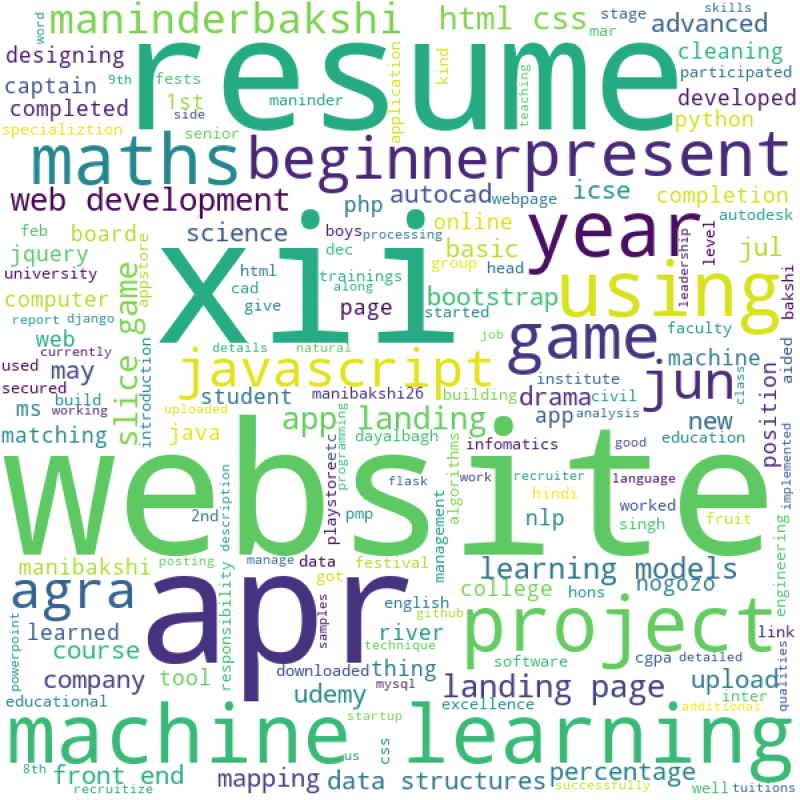 word
maninderbakshi
html css
mar
stage
skills
advanced
designing
captain
completed
specializtion
9th
fests
1st
side
senior
maninder
resume
application
kind
teaching
cleaning
participated
developed
python
maths
beginner
present
web development
autocad
webpage
icse
completion
autodesk
php
online
basic
group
science
boys
processing
feb
board
jquery
university
appstore
computer
report
django
web
currently
used
secured
may
build
working
ms
matching
slice game
introduction
xii
html
cad
give
dec
trainings
along
page
details
natural
bootstrap
head
started
year
using
jul
leadership
level
bakshi
faculty
game
job
javascript
machine
aided
institute
jun
class
student
manibakshi26
building
drama
civil
uploaded
java
app landing
app
analysis
new
position
implemented
dayalbagh
infomatics
good
education
website
responsibility
description
2nd
playstore
etc
programming
flask
pmp
algorithms
work
recruiter
language
hindi
nlp
worked
singh
fruit
engineering
manibakshi
posting
manage
data
got
festival
management
learning models
nogozo
agra
apr
samples
english
github
college
hons
project
link
learned
river
technique
course
powerpoint
company
tool
downloaded
thing
mysql
software
cgpa
detailed
qualities
educational
udemy
landing page
excellence
upload
inter
startup
additional
machine learning
us
css
8th
front end
recruitize
mapping
data structures
percentage
successfully
well
tuitions